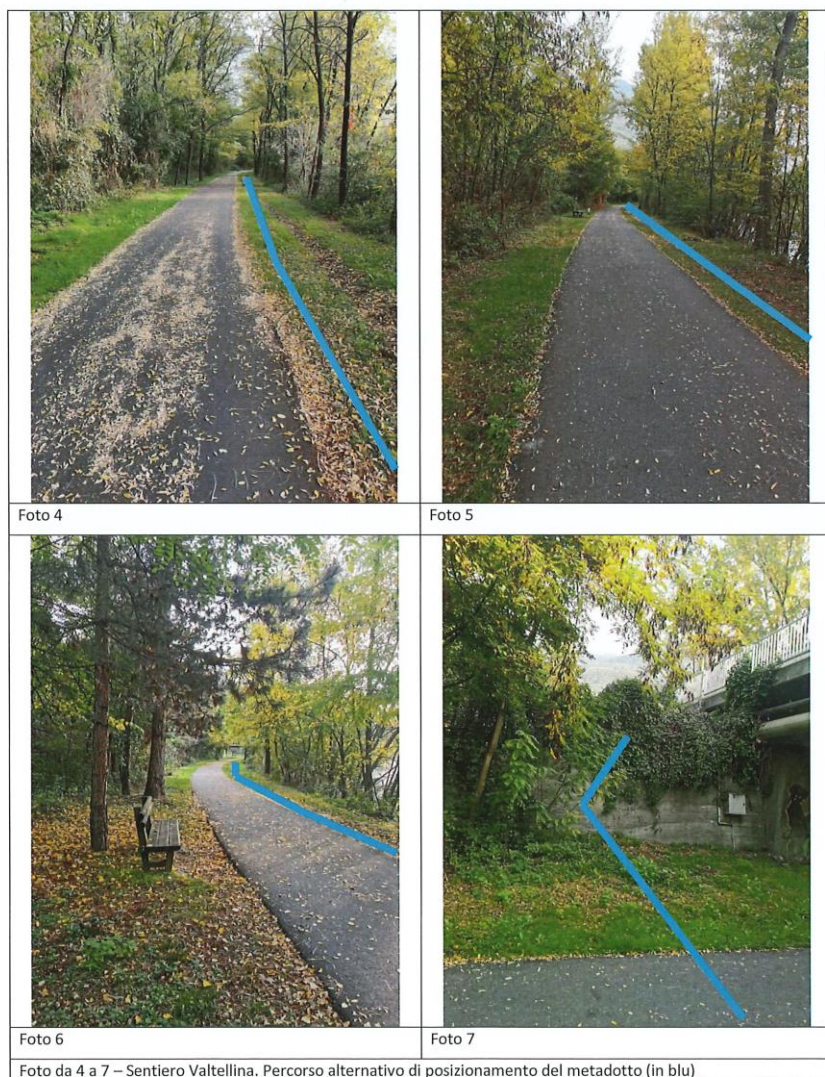 Foto 4
Foto 5
Foto 6
Foto 7
Foto da 4 a 7 – Sentiero Valtellina. Percorso alternativo di posizionamento del metadotto (in blu)